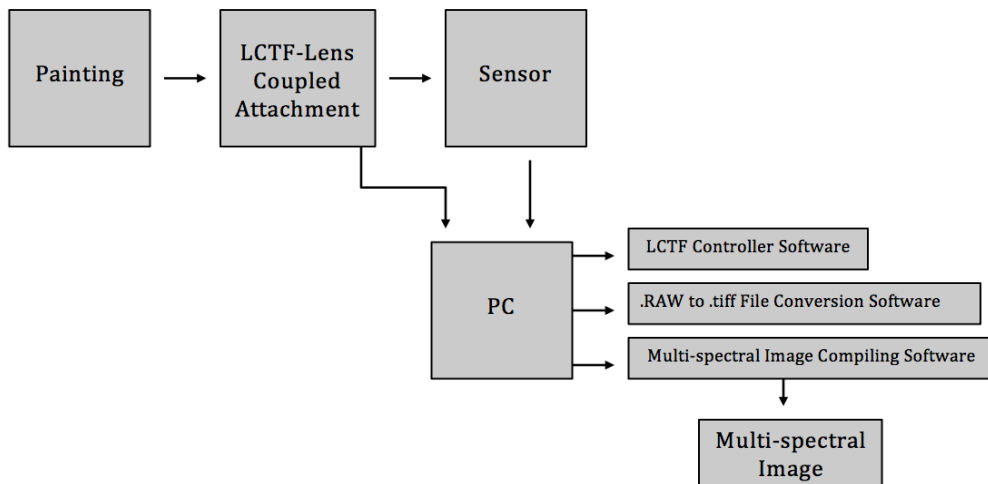 Painting
LCTF-Lens
Coupled
Attachment
Sensor
PC
LCTF Controller Software
.RAW to .tiff File Conversion Software
Multi-spectral Image Compiling Software
Multi-spectral
Image